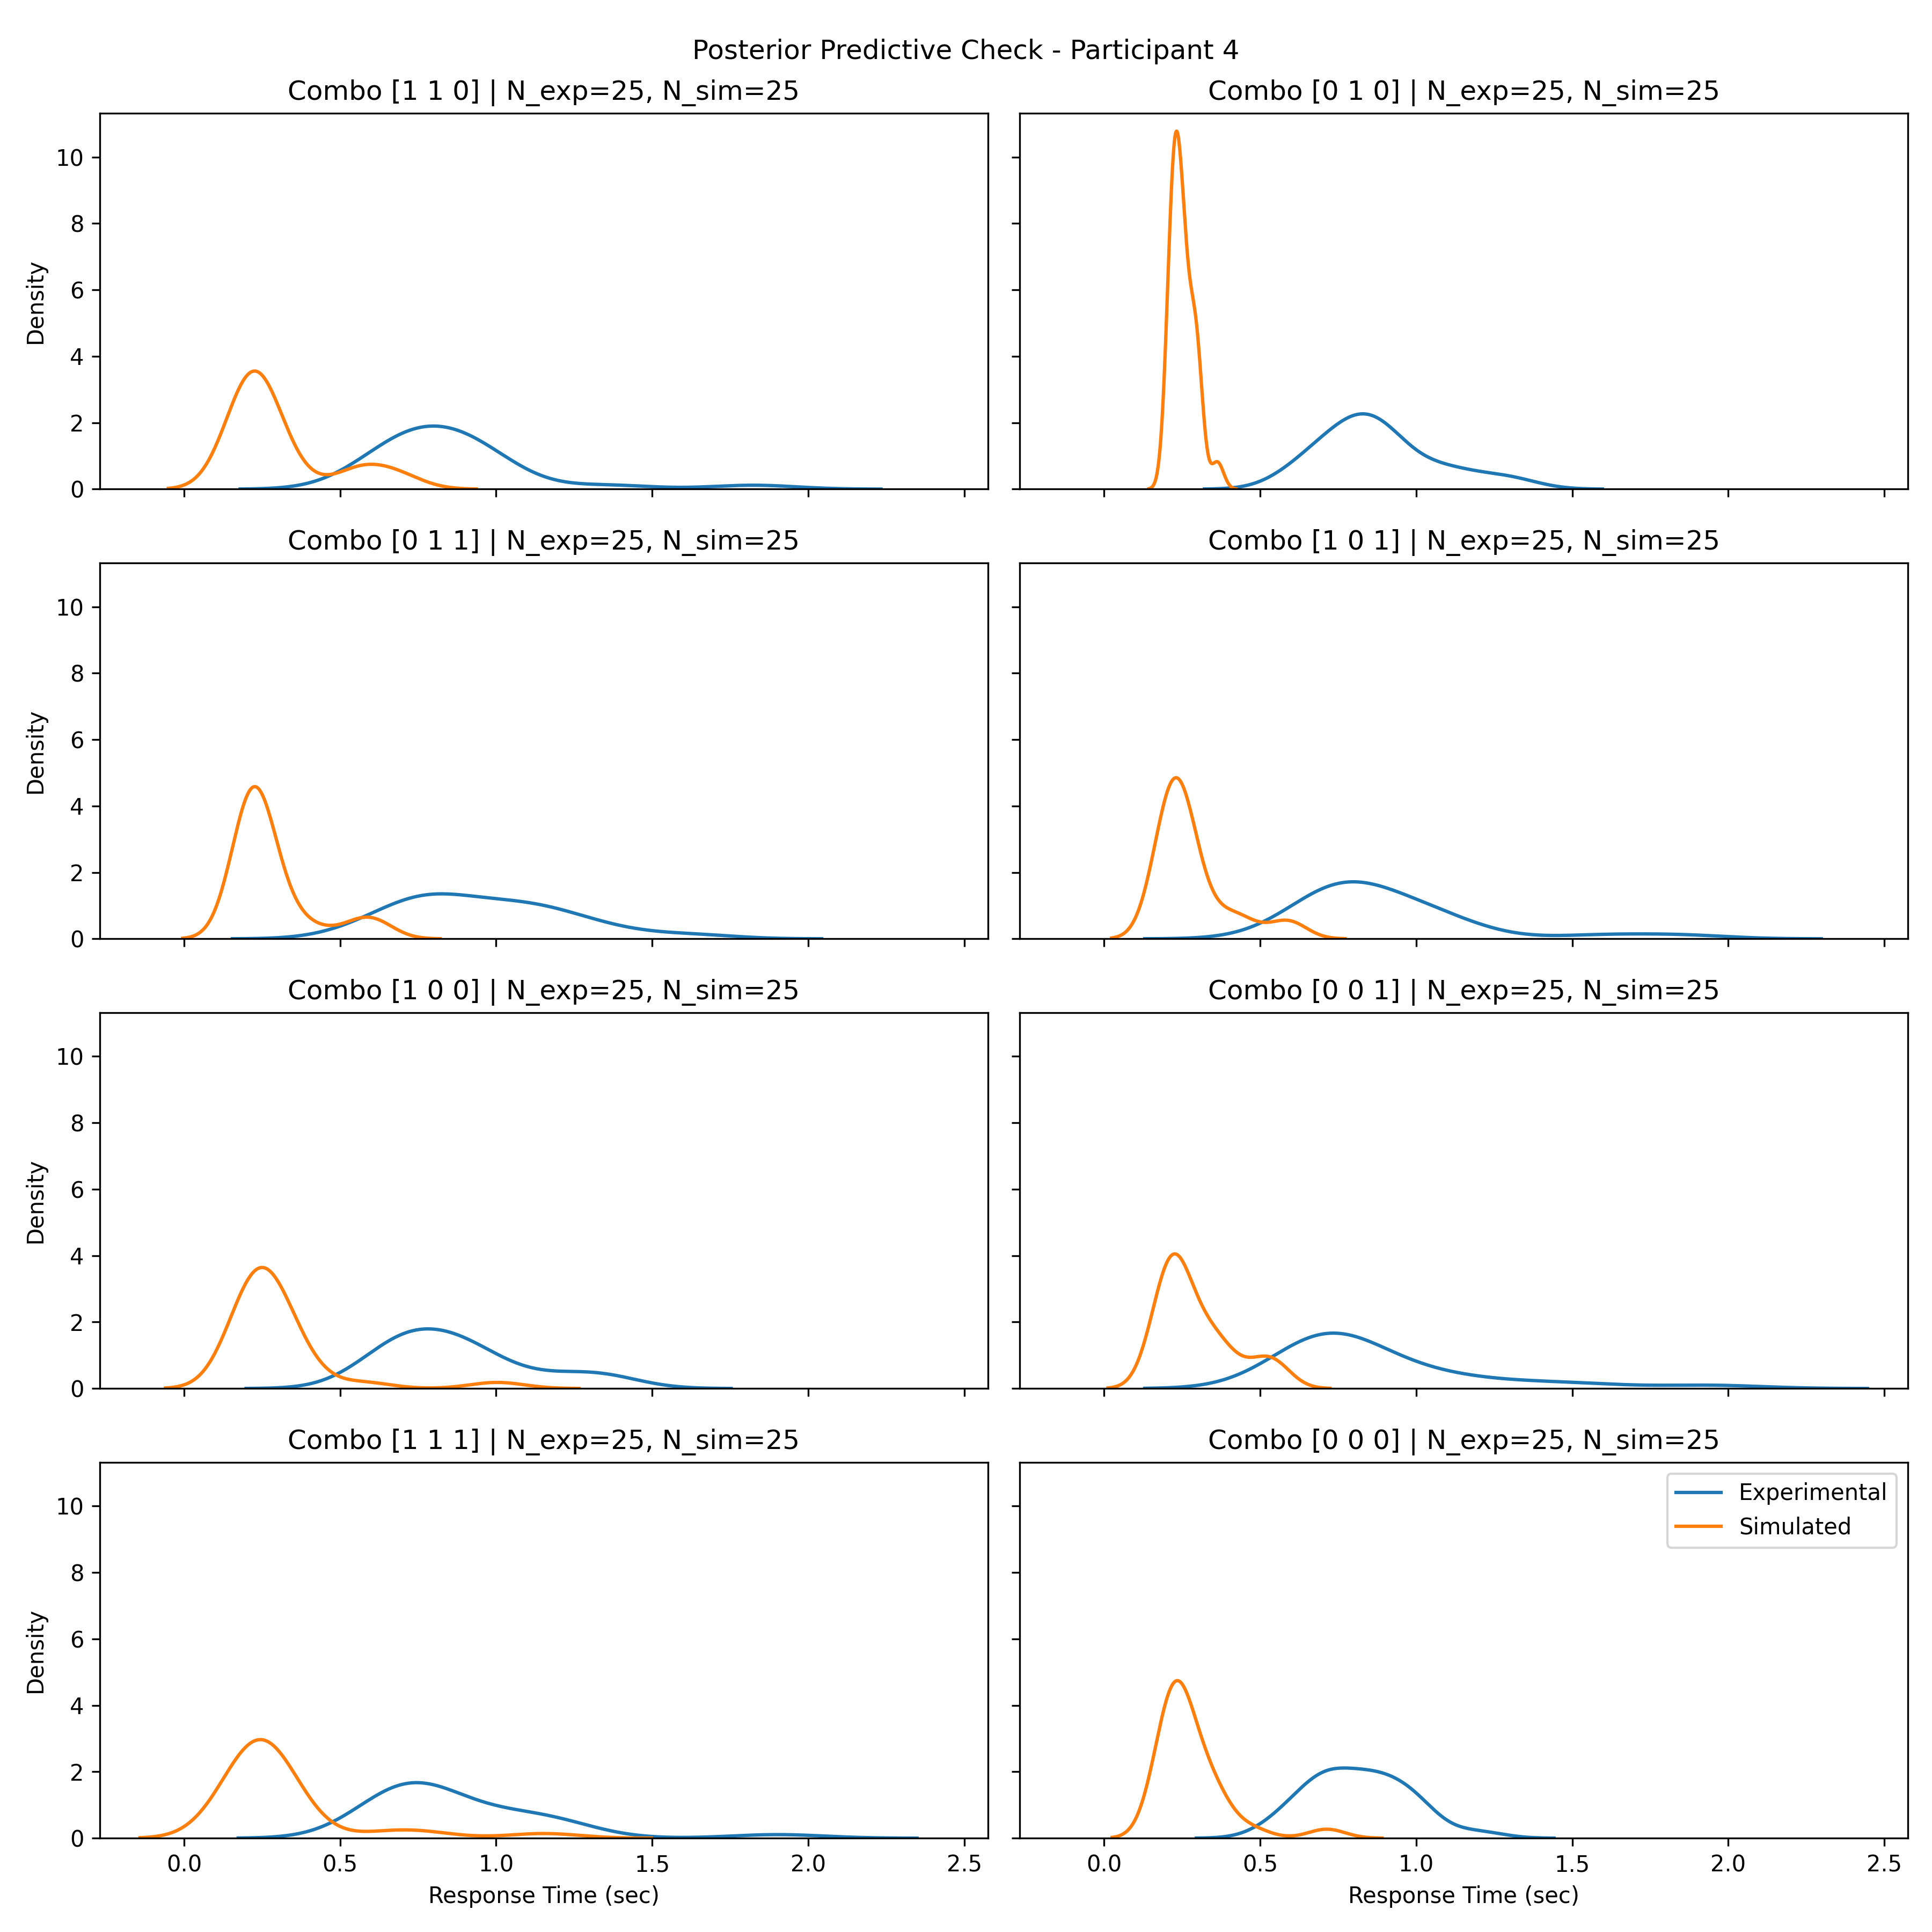 Posterior Predictive Check - Participant 4
Combo [1 1 0] | N_exp=25, N_sim=25
Combo [0 1 0] | N_exp=25, N_sim=25
10
8
6
4
2
0
Density
Combo [0 1 1] | N_exp=25, N_sim=25
Combo [1 0 1] | N_exp=25, N_sim=25
10
8
6
4
2
0
Density
Combo [1 0 0] | N_exp=25, N_sim=25
Combo [0 0 1] | N_exp=25, N_sim=25
10
8
6
4
2
0
Density
Combo [1 1 1] | N_exp=25, N_sim=25
Combo [0 0 0] | N_exp=25, N_sim=25
Experimental
Simulated
10
8
6
4
2
0
Density
0.0 0.5 1.0 1.5 2.0 2.5
0.0 0.5 1.0 1.5 2.0 2.5
Response Time (sec)
Response Time (sec)